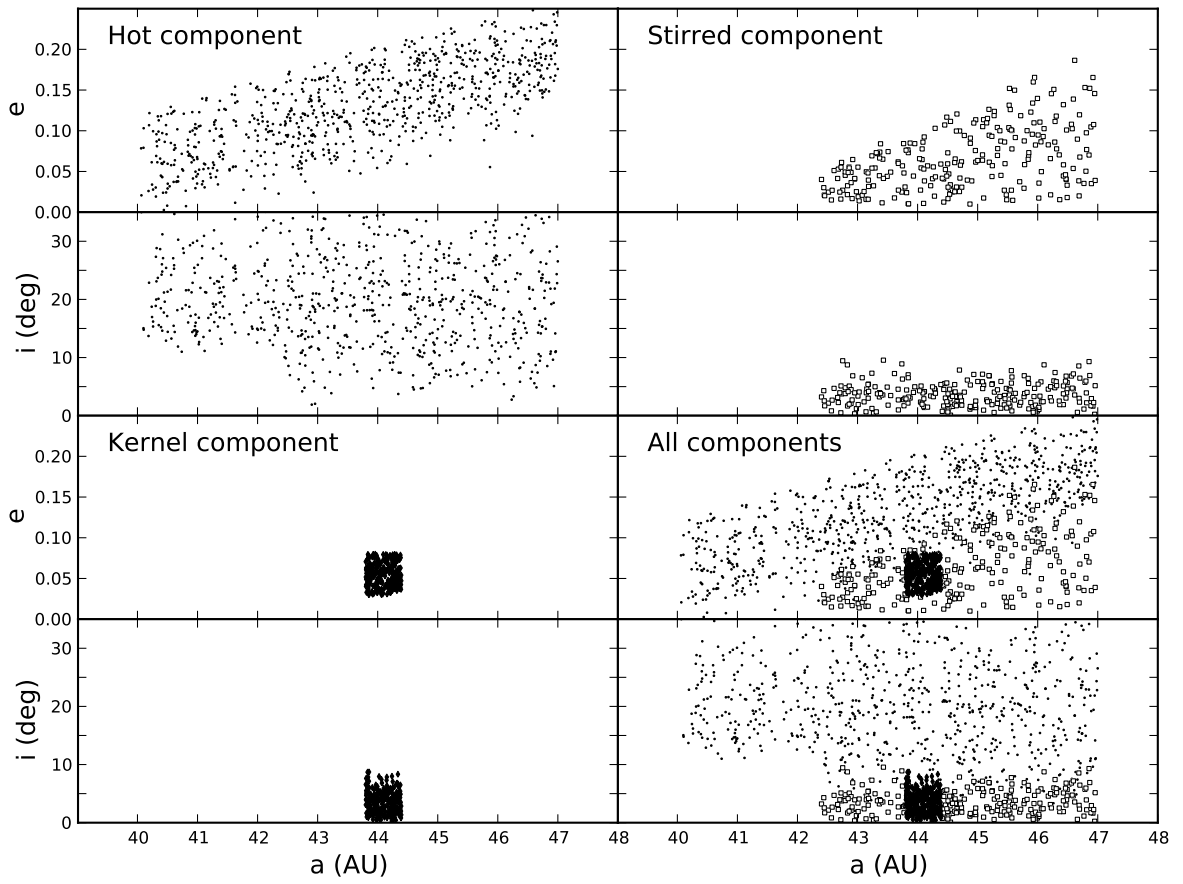 Hot component
Stirred component
e
0.20
0.15
0.10
0.05
0.00
i (deg)
30
20
10
0
Kernel component
All components
e
0.20
0.15
0.10
0.05
0.00
i (deg)
30
20
10
0
40 41 42 43 44 45 46 47 48
40 41 42 43 44 45 46 47 48
a (AU)
a (AU)